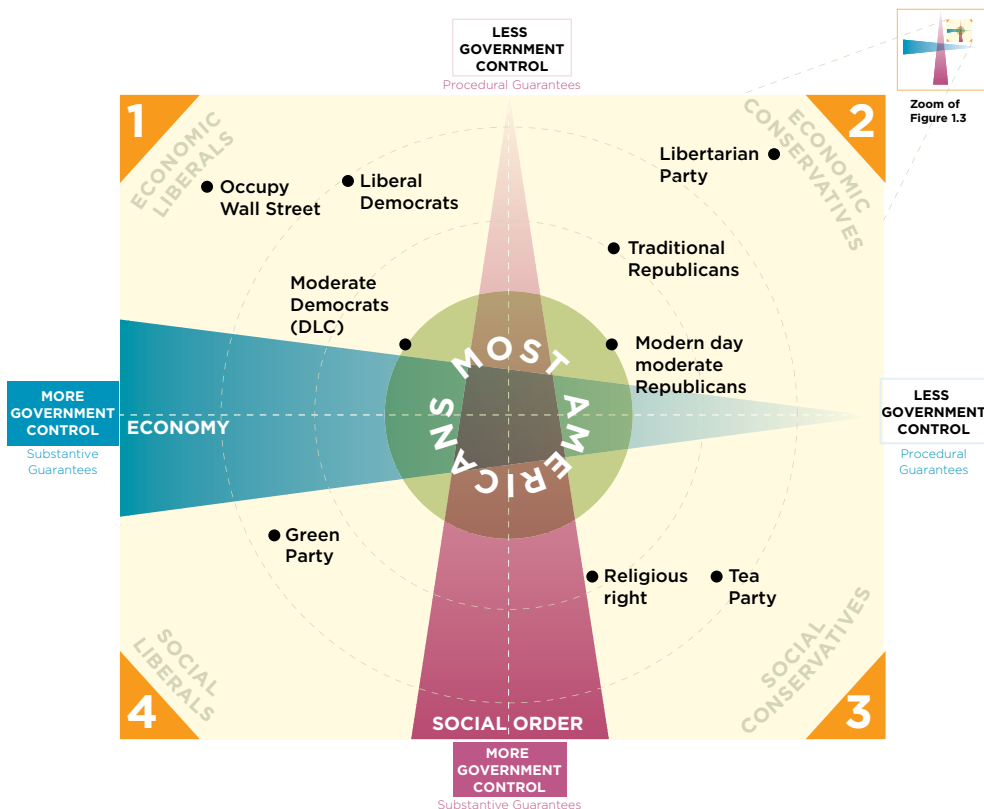 LESS
GOVERNMENT
CONTROL
Procedural Guarantees
Zoom of
Figure 1.3
1
ECONOMIC
LIBERALS
2
ECONOMIC
CONSERVATIVES
Occupy
Wall Street
Liberal
Democrats
Libertarian
Party
Traditional
Republicans
Moderate
Democrats
(DLC)
Modern day
moderate
Republicans
MOST AMERICANS
MORE
GOVERNMENT
CONTROL
Substantive
Guarantees
ECONOMY
LESS
GOVERNMENT
CONTROL
Procedural
Guarantees
Green
Party
Religious
right
Tea
Party
SOCIAL
LIBERALS
4
SOCIAL
CONSERVATIVES
3
SOCIAL ORDER
MORE
GOVERNMENT
CONTROL
Substantive Guarantees